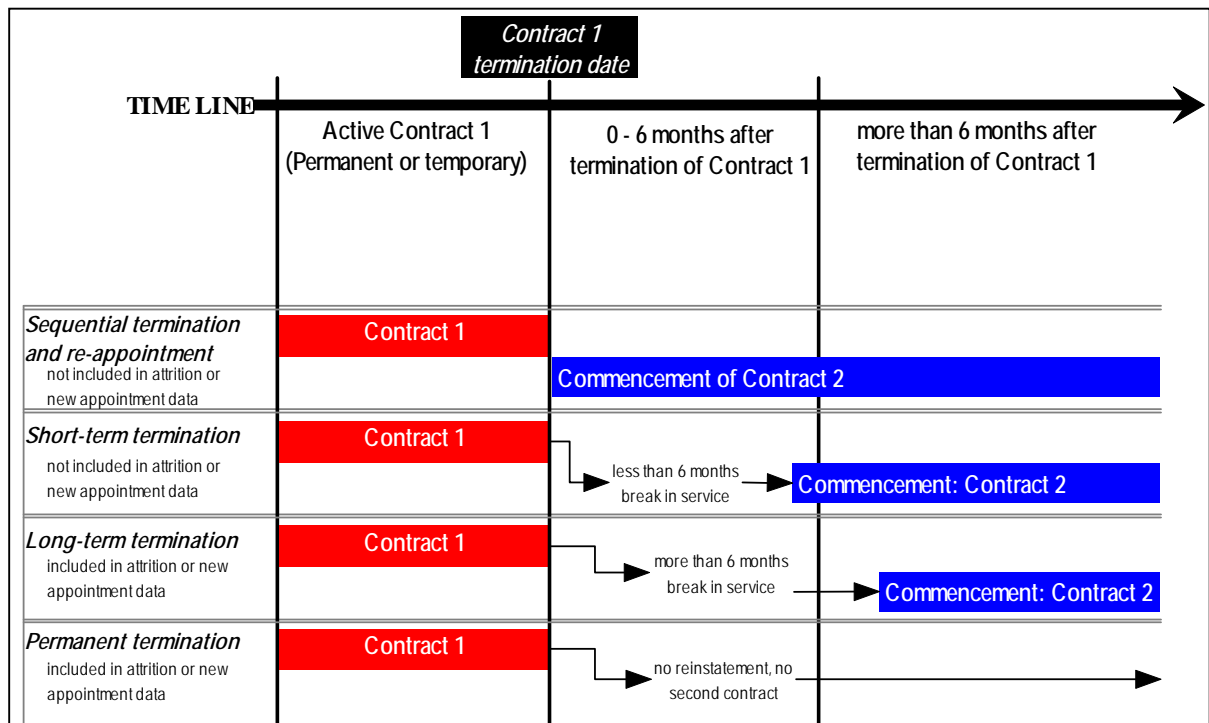 Contract 1
termination date
TIME LINE
Active Contract 1
(Permanent or temporary)
0 - 6 months after
termination of Contract 1
more than 6 months after
termination of Contract 1
Sequential termination
and re-appointment
not included in attrition or
new appointment data
Contract 1
Commencement of Contract 2
Short-term termination
not included in attrition or
new appointment data
Contract 1
less than 6 months
break in service
Commencement: Contract 2
Long-term termination
included in attrition or new
appointment data
Contract 1
more than 6 months
break in service
Commencement: Contract 2
Permanent termination
included in attrition or new
appointment data
Contract 1
no reinstatement, no
second contract